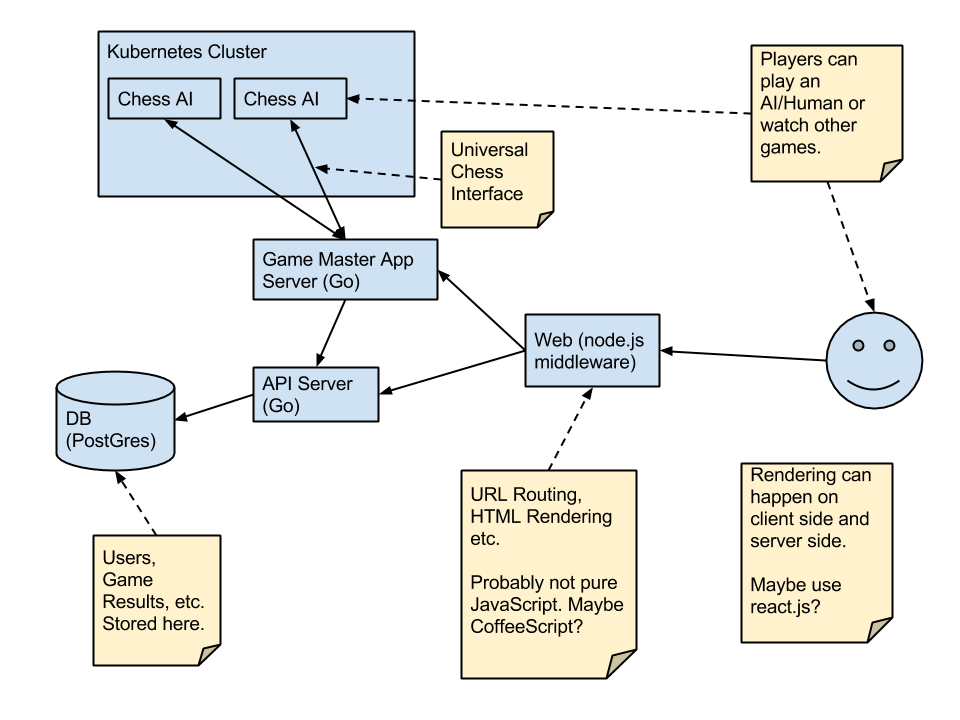 Kubernetes Cluster
Chess AI
Chess AI
Players can
play an
AI/Human or
watch other
games.
Universal
Chess
Interface
Game Master App
Server (Go)
Web (node.js
middleware)
API Server
(Go)
DB
(PostGres)
URL Routing,
HTML Rendering
etc.
Probably not pure
JavaScript. Maybe
CoffeeScript?
Rendering can
happen on
client side and
server side.
Maybe use
react.js?
Users,
Game
Results, etc.
Stored here.